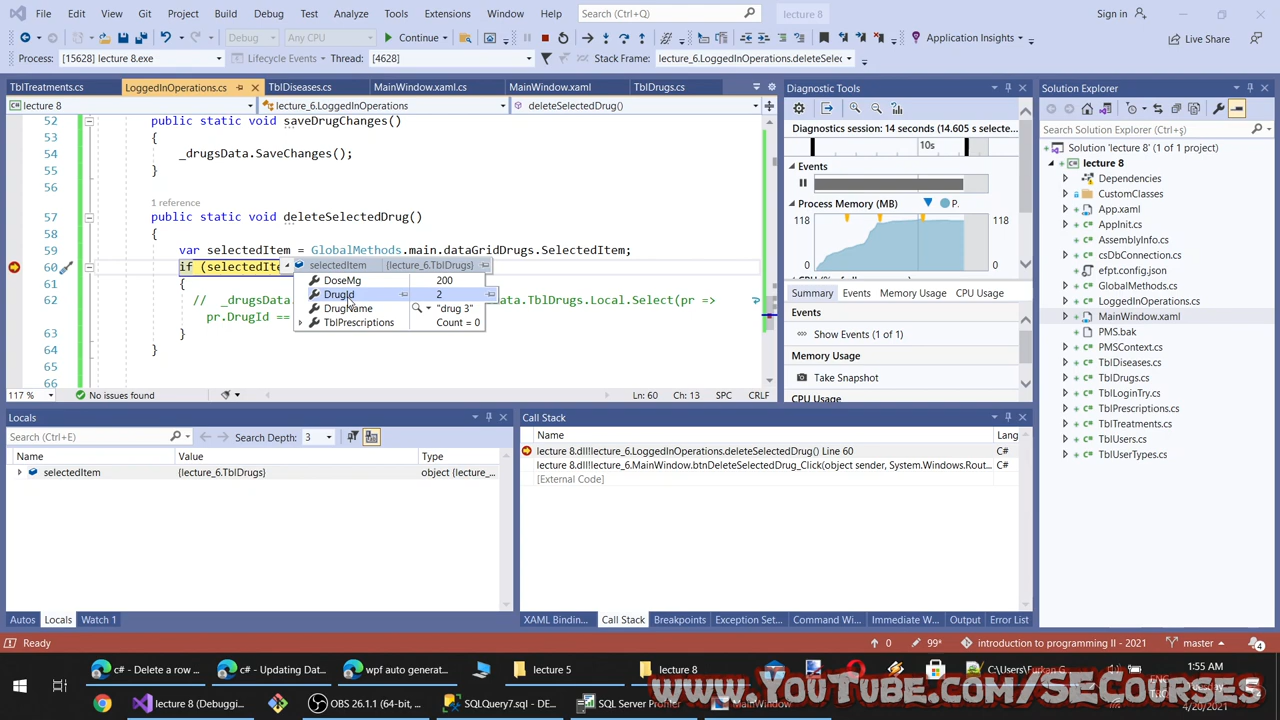 File Edit View Git Project Build Debug Test Analyze Tools Extensions Window Help Search (Ctrl+Q) lecture 8 Sign in
Debug Any CPU Continue Application Insights Live Share
Process: [15628] lecture 8.exe Lifecycle Events Thread: [4628] Stack Frame: lecture_6.LoggedInOperations.deleteSelec
TblTreatments.cs LoggedInOperations.cs TblDiseases.cs MainWindow.xaml.cs MainWindow.xaml TblDrugs.cs
lecture 8 lecture_6.LoggedInOperations deleteSelectedDrug()
52 public static void saveDrugChanges()
53 {
54 _drugsData.SaveChanges();
55 }
56
1 reference
57 public static void deleteSelectedDrug()
58 {
59 var selectedItem = GlobalMethods.main.dataGridDrugs.SelectedItem;
60 if (selectedIte
selectedItem {lecture_6.TblDrugs}
DoseMg 200
61 {
DrugId 2
62 // _drugsData. ata.TblDrugs.Local.Select(pr =>
DrugName "drug 3"
pr.DrugId ==
TblPrescriptions Count = 0
63 }
64 }
66
117 % No issues found Ln: 60 Ch: 13 SPC CRLF
Diagnostic Tools
Diagnostics session: 14 seconds (14.605 s selecte...
10s
Events
Process Memory (MB) P.
118 118
0 0
Summary Events Memory Usage CPU Usage
Events
Show Events (4 of 4)
Memory Usage
Take Snapshot
CPU Usage
Solution Explorer
Search Solution Explorer (Ctrl+ş)
Solution 'lecture 8' (1 of 1 project)
lecture 8
Dependencies
CustomClasses
App.xaml
AppInit.cs
AssemblyInfo.cs
csDbConnection.cs
efpt.config.json
GlobalMethods.cs
LoggedInOperations.cs
MainWindow.xaml
PMS.bak
PMSContext.cs
TblDiseases.cs
TblDrugs.cs
TblLoginTry.cs
TblPrescriptions.cs
TblTreatments.cs
TblUsers.cs
TblUserTypes.cs
Locals
Search (Ctrl+E) Search Depth: 3
Name Value Type
selectedItem {lecture_6.TblDrugs} object {lecture_...
Autos Locals Watch 1
Call Stack
Name Lang
lecture 8.dll!lecture_6.LoggedInOperations.deleteSelectedDrug() Line 60 C#
lecture 8.dll!lecture_6.MainWindow.btnDeleteSelectedDrug_Click(object sender, System.Windows.Rout... C#
[External Code]
XAML Bindin... Call Stack Breakpoints Exception Set... Command Wi... Immediate W... Output Error List
Ready 0 99* introduction to programming II - 2021 master 4
c# - Delete a row ... c# - Updating Dat... wpf auto generat... lecture 5 lecture 8 C:\Users\Furkan G... ENG 1:55 AM
lecture 8 (Debuggi... OBS 26.1.1 (64-bit, ... SQLQuery7.sql - DE... SQL Server Profiler MainWindow 4/20/2021
www.YouTube.com/SECourses